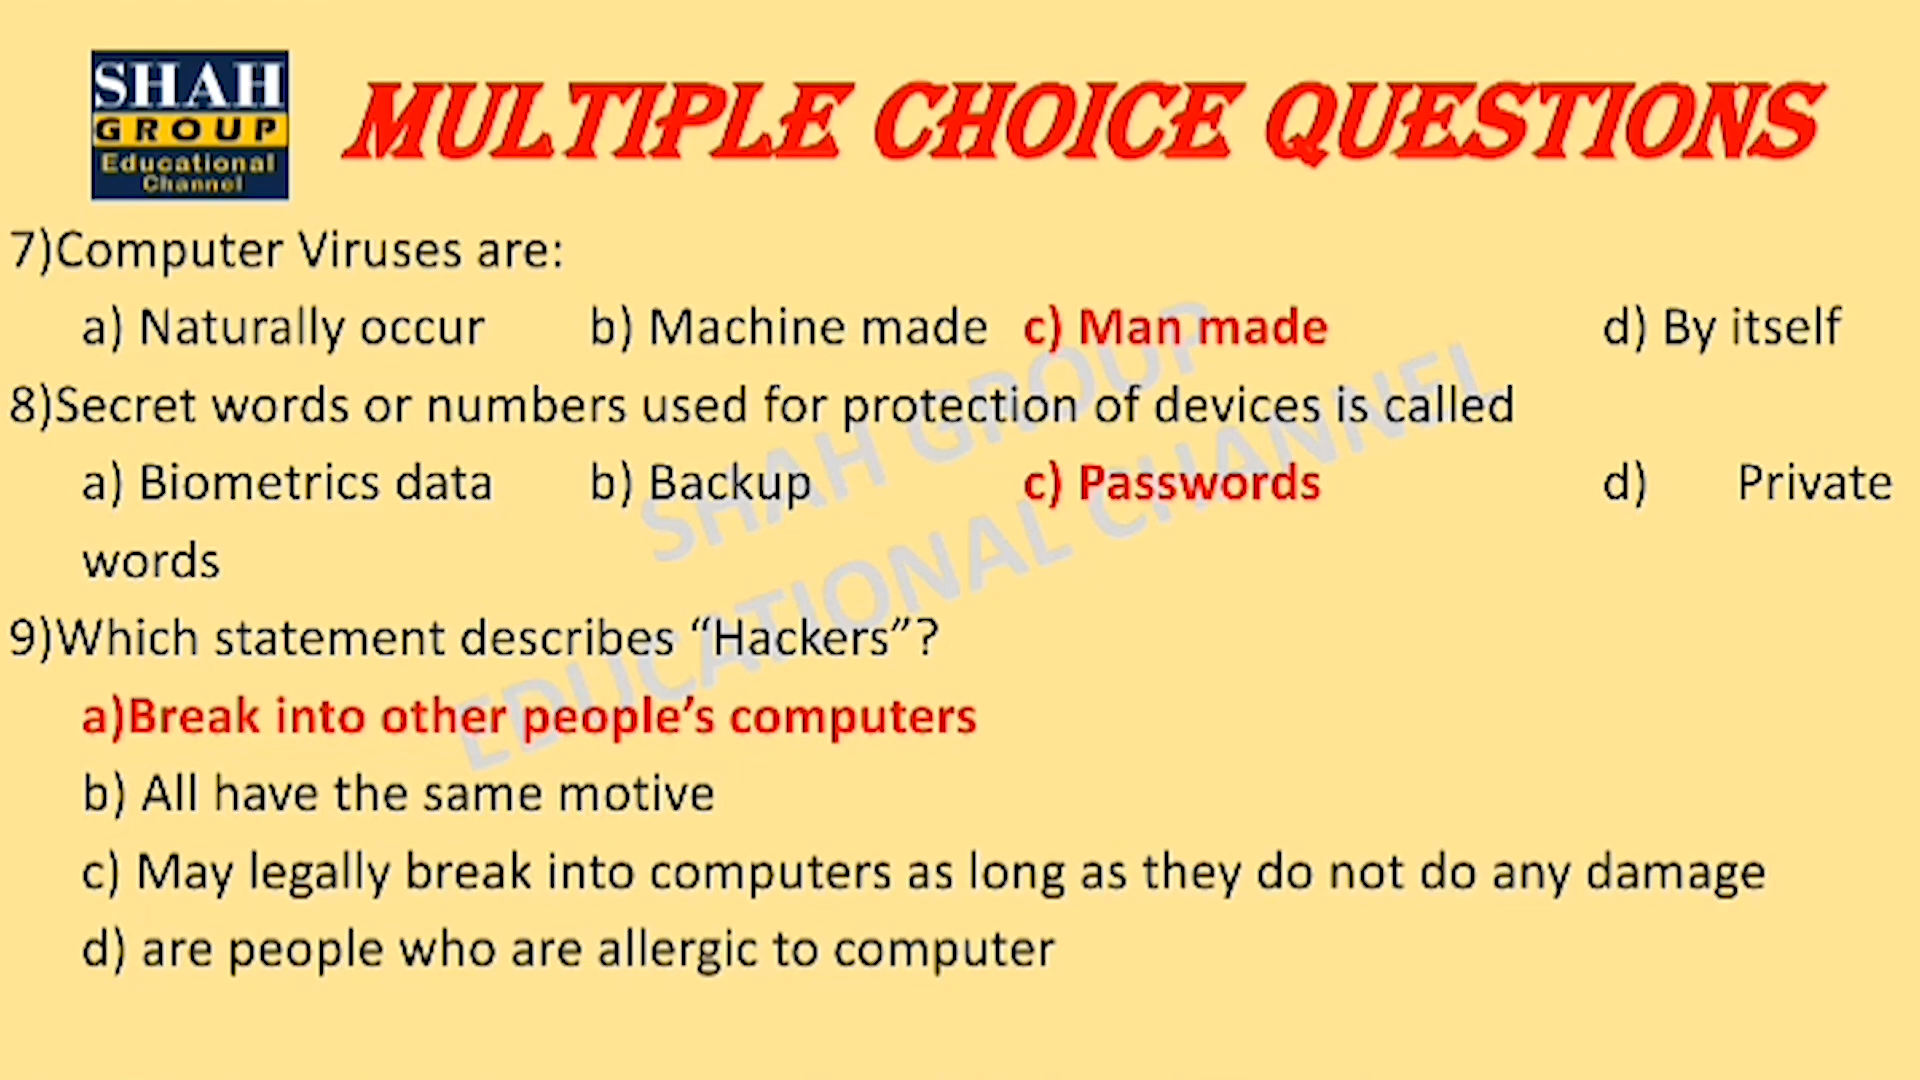 SHAH
GROUP
Educational
Channel
MULTIPLE CHOICE QUESTIONS
7)Computer Viruses are:
a) Naturally occur b) Machine made c) Man made d) By itself
8)Secret words or numbers used for protection of devices is called
a) Biometrics data b) Backup c) Passwords d) Private
words
9)Which statement describes “Hackers”?
a)Break into other people’s computers
b) All have the same motive
c) May legally break into computers as long as they do not do any damage
d) are people who are allergic to computer
SHAH GROUP
EDUCATIONAL CHANNEL